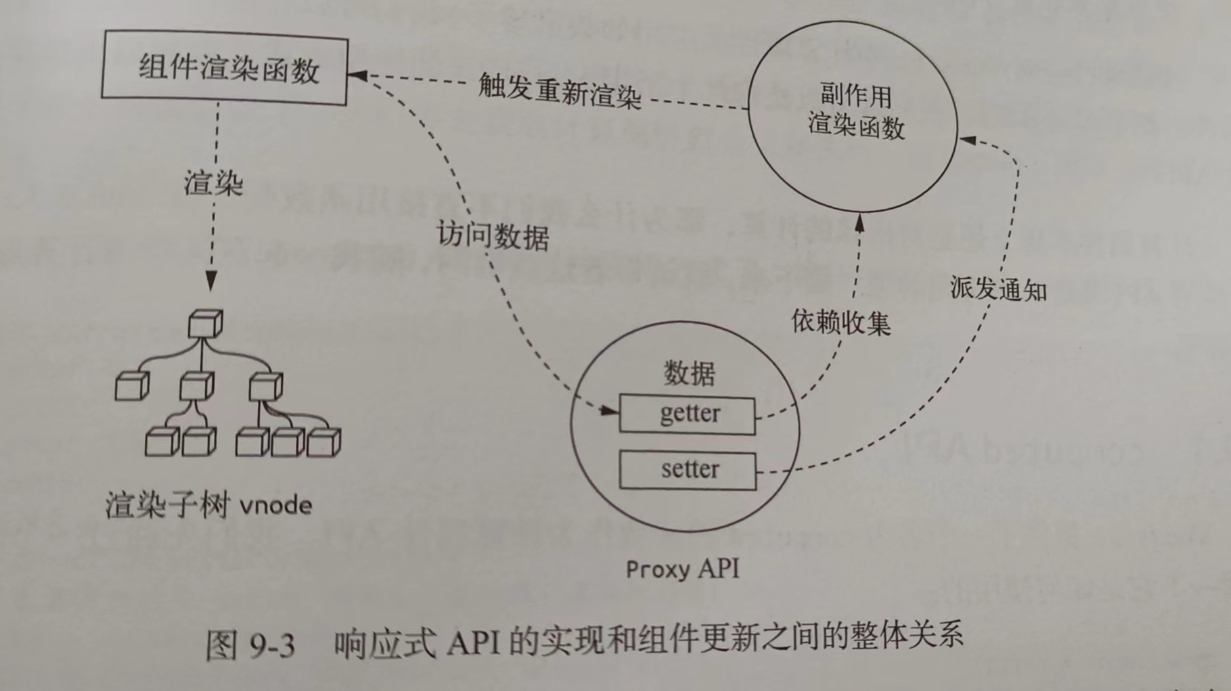 组件渲染函数
触发重新渲染
副作用
渲染函数
渲染
访问数据
派发通知
依赖收集
数据
getter
setter
渲染子树 vnode
Proxy API
图 9-3 响应式 API 的实现和组件更新之间的整体关系